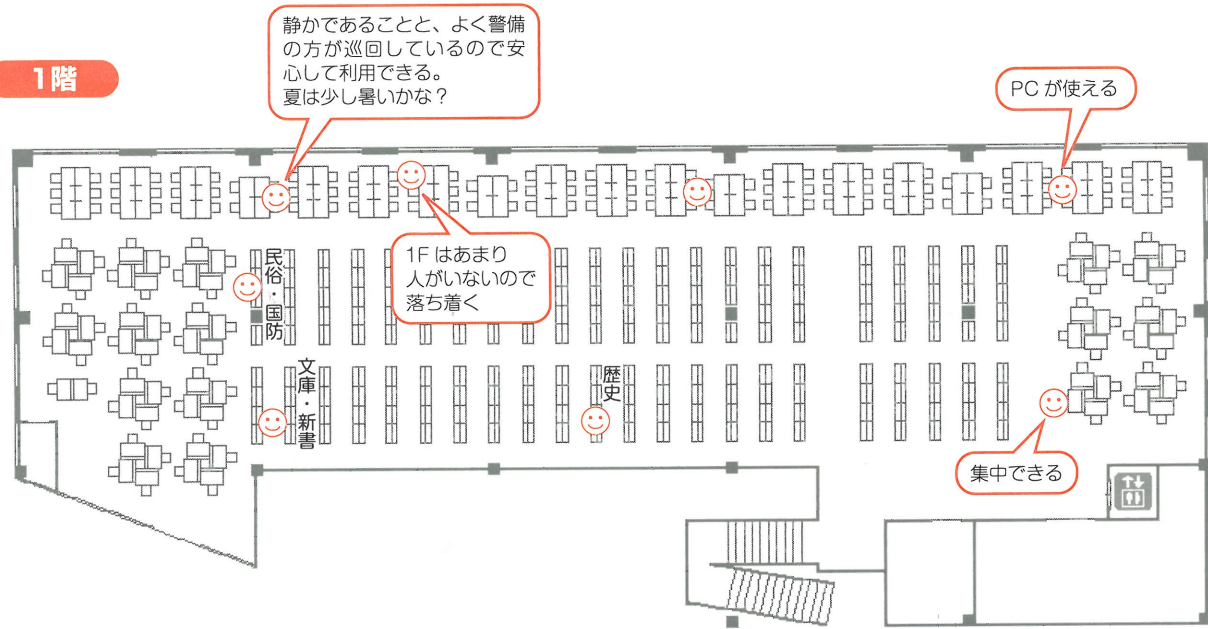 1階
静かであることと、よく警備
の方が巡回しているので安
心して利用できる。
夏は少し暑いかな？
PC が使える
1F はあまり
人がいないので
落ち着く
民俗・国防
文庫・新書
歴史
集中できる